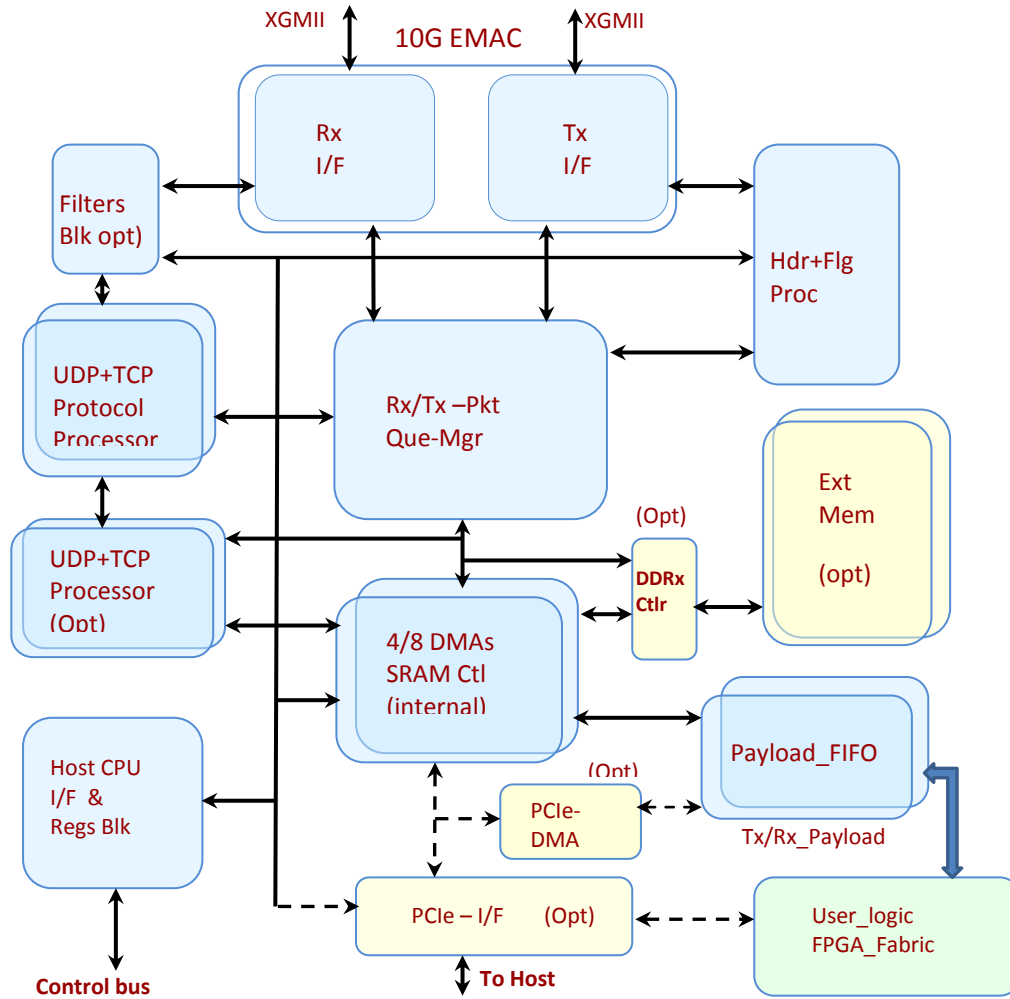 XGMII
XGMII
10G EMAC
Rx
I/F
Tx
I/F
Filters
Blk opt)
Hdr+Flg
Proc
UDP+TCP
Protocol
Processor
Rx/Tx –Pkt
Que-Mgr
Ext
Mem
(opt)
(Opt)
DDRx
Ctlr
UDP+TCP
Processor
(Opt)
4/8 DMAs
SRAM Ctl
(internal)
Payload_FIFO
Host CPU
I/F &
Regs Blk
(Opt)
PCIe-
DMA
Tx/Rx_Payload
PCIe – I/F (Opt)
User_logic
FPGA_Fabric
Control bus
To Host